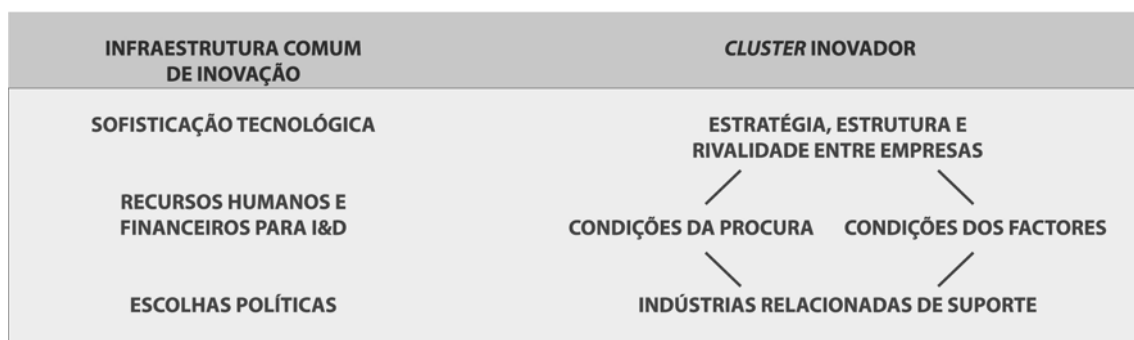 INFRAESTRUTURA COMUM
DE INOVAÇÃO
CLUSTER INOVADOR
SOFISTICAÇÃO TECNOLÓGICA
RECURSOS HUMANOS E
FINANCEIROS PARA I&D
ESCOLHAS POLÍTICAS
ESTRATÉGIA, ESTRUTURA E
RIVALIDADE ENTRE EMPRESAS
CONDIÇÕES DA PROCURA
CONDIÇÕES DOS FACTORES
INDÚSTRIAS RELACIONADAS DE SUPORTE